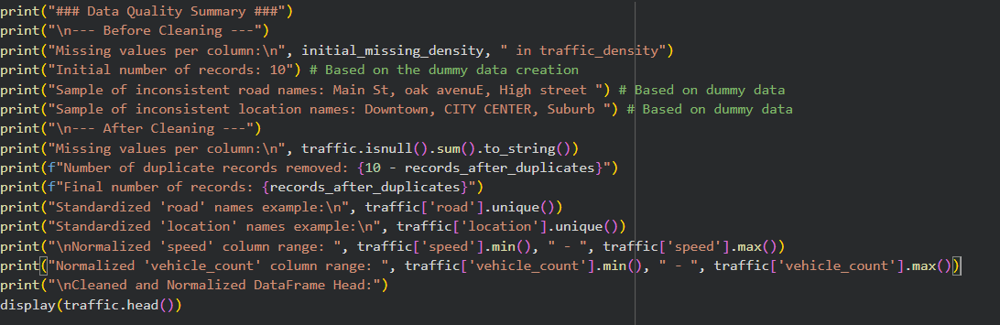 print("### Data Quality Summary ###")
print("\n--- Before Cleaning ---")
print("Missing values per column:\n", initial_missing_density, " in traffic_density")
print("Initial number of records: 10") # Based on the dummy data creation
print("Sample of inconsistent road names: Main St, oak avenuE, High street ") # Based on dummy data
print("Sample of inconsistent location names: Downtown, CITY CENTER, Suburb ") # Based on dummy data
print("\n--- After Cleaning ---")
print("Missing values per column:\n", traffic.isnull().sum().to_string())
print(f"Number of duplicate records removed: {10 - records_after_duplicates}")
print(f"Final number of records: {records_after_duplicates}")
print("Standardized 'road' names example:\n", traffic['road'].unique())
print("Standardized 'location' names example:\n", traffic['location'].unique())
print("\nNormalized 'speed' column range: ", traffic['speed'].min(), " - ", traffic['speed'].max())
print("Normalized 'vehicle_count' column range: ", traffic['vehicle_count'].min(), " - ", traffic['vehicle_count'].max())
print("\nCleaned and Normalized DataFrame Head:")
display(traffic.head())